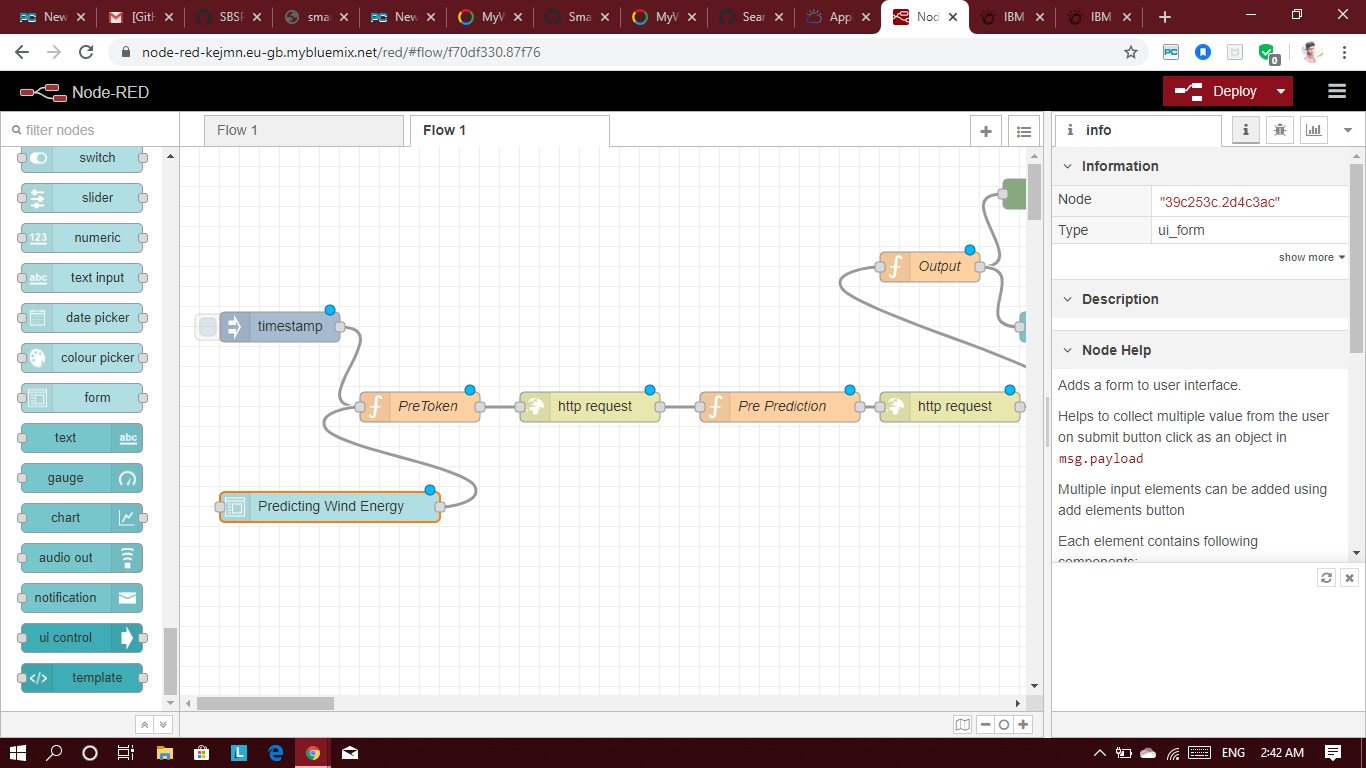 New
[Gitl
SBSP
smar
New
MyW
Sma
MyW
Sear
App
Nod
IBM
IBM
node-red-kejmn.eu-gb.mybluemix.net/red/#flow/f70df330.87f76
PC
0
Node-RED
Deploy
filter nodes
Flow 1
Flow 1
info
switch
slider
123 numeric
abc text input
date picker
colour picker
form
text abc
gauge
chart
audio out
notification
ui control
template
timestamp
PreToken
http request
Pre Prediction
http request
Output
Predicting Wind Energy
Information
Node "39c253c.2d4c3ac"
Type ui_form
show more
Description
Node Help
Adds a form to user interface.
Helps to collect multiple value from the user
on submit button click as an object in
msg.payload
Multiple input elements can be added using
add elements button
Each element contains following
components:
ENG
2:42 AM